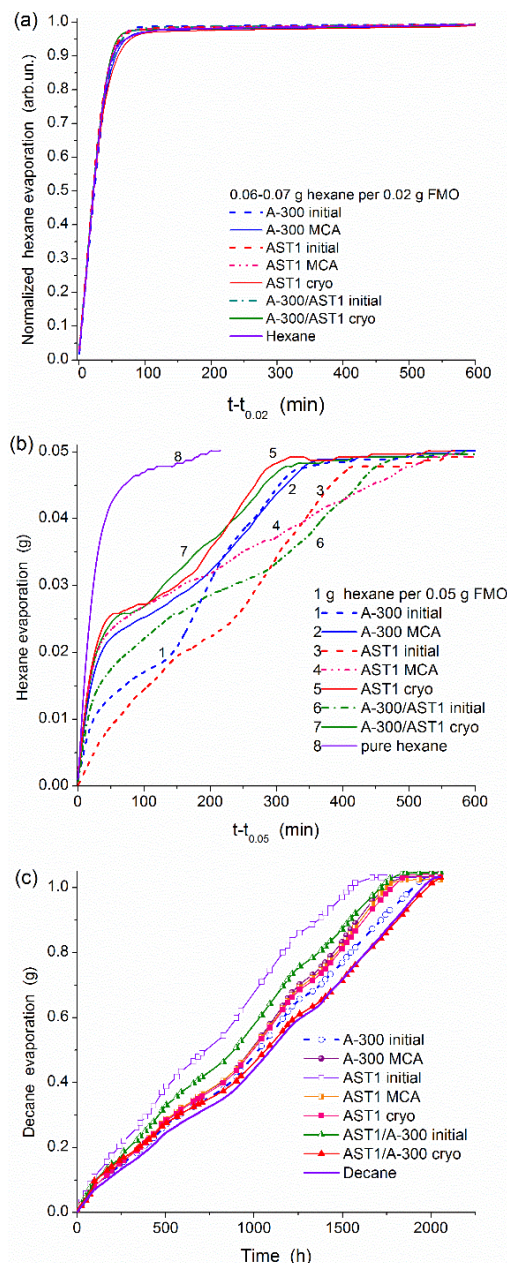 (a)
1.0
0.9
0.8
0.7
0.6
0.5
0.4
0.3
0.2
0.1
0.0
Normalized hexane evaporation (arb.un.)
0.06-0.07 g hexane per 0.02 g FMO
A-300 initial
A-300 MCA
AST1 initial
AST1 MCA
AST1 cryo
A-300/AST1 initial
A-300/AST1 cryo
Hexane
0 100 200 300 400 500 600
t-t0.02 (min)
(b)
0.05
0.04
0.03
0.02
0.01
0.00
Hexane evaporation (g)
8
5
2
3
7
4
6
1
1 g hexane per 0.05 g FMO
1 A-300 initial
2 A-300 MCA
3 AST1 initial
4 AST1 MCA
5 AST1 cryo
6 A-300/AST1 initial
7 A-300/AST1 cryo
8 pure hexane
0 100 200 300 400 500 600
t-t0.05 (min)
(c)
1.0
0.8
0.6
0.4
0.2
0.0
Decane evaporation (g)
A-300 initial
A-300 MCA
AST1 initial
AST1 MCA
AST1 cryo
AST1/A-300 initial
AST1/A-300 cryo
Decane
0 500 1000 1500 2000
Time (h)